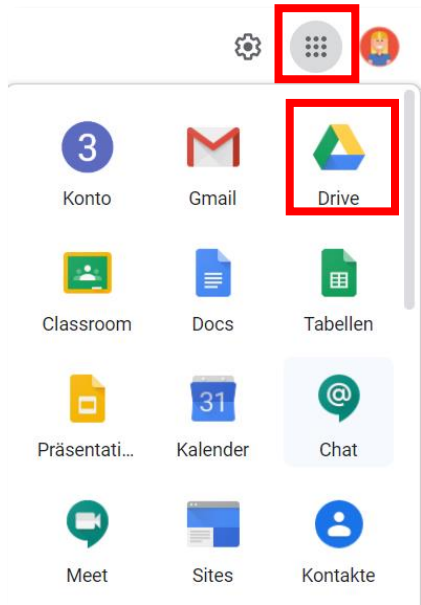 3
Konto Gmail Drive
Classroom Docs Tabellen
31
@
Präsentati... Kalender Chat
Meet Sites Kontakte